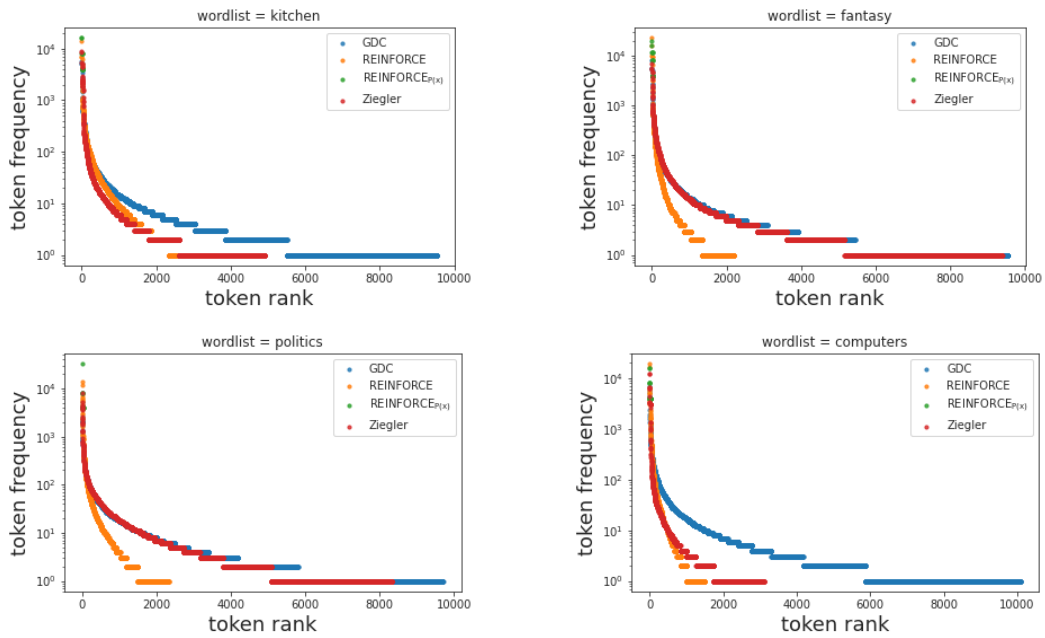 wordlist = kitchen
GDC
REINFORCE
REINFORCE_P(x)
Ziegler
token frequency
10⁴
10³
10²
10¹
10⁰
0 2000 4000 6000 8000 10000
token rank
wordlist = fantasy
GDC
REINFORCE
REINFORCE_P(x)
Ziegler
token frequency
10⁴
10³
10²
10¹
10⁰
0 2000 4000 6000 8000 10000
token rank
wordlist = politics
GDC
REINFORCE
REINFORCE_P(x)
Ziegler
token frequency
10⁴
10³
10²
10¹
10⁰
0 2000 4000 6000 8000 10000
token rank
wordlist = computers
GDC
REINFORCE
REINFORCE_P(x)
Ziegler
token frequency
10⁴
10³
10²
10¹
10⁰
0 2000 4000 6000 8000 10000
token rank